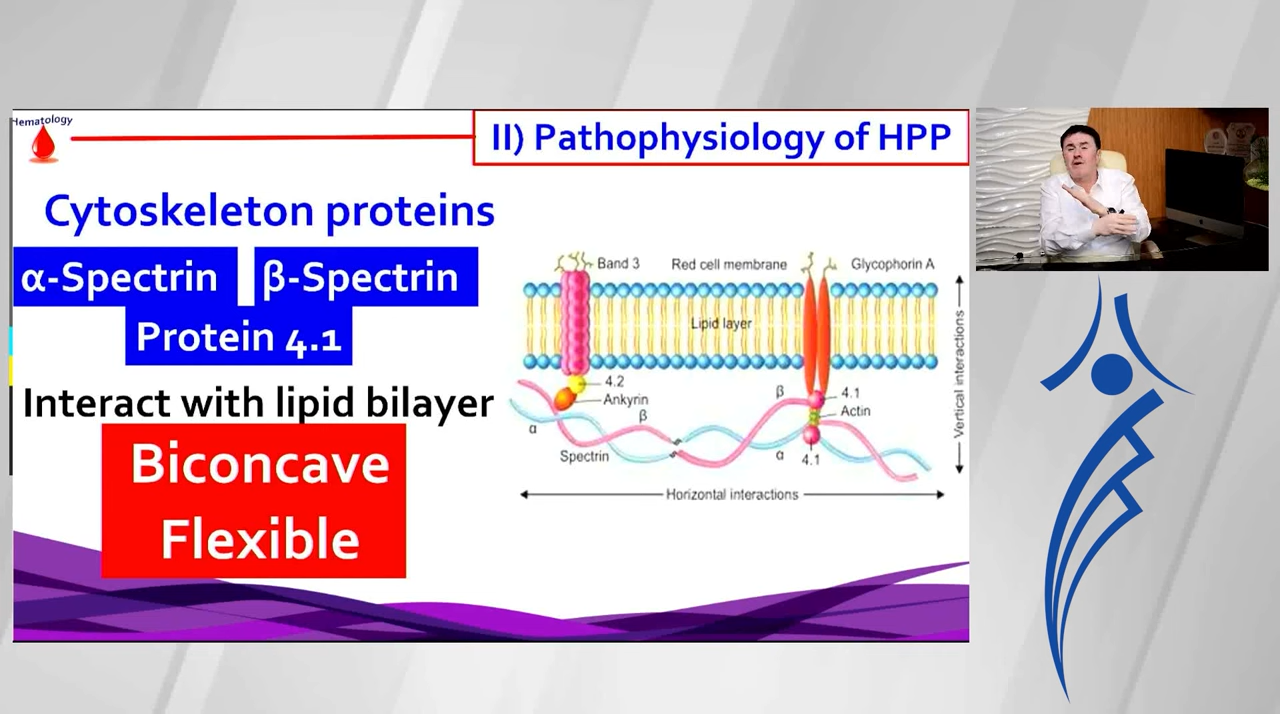 Hematology
II) Pathophysiology of HPP
Cytoskeleton proteins
α-Spectrin β-Spectrin
Protein 4.1
Interact with lipid bilayer
Biconcave
Flexible
Band 3 Red cell membrane Glycophorin A
Lipid layer
4.2
Ankyrin
β
α
Spectrin
β
4.1
Actin
α
4.1
Vertical interactions
Horizontal interactions